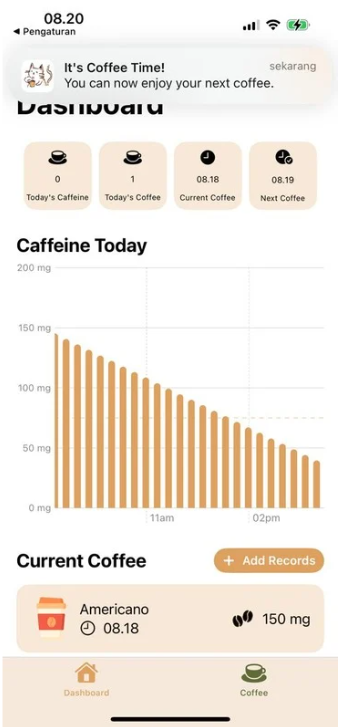 08.20
◀ Pengaturan
It's Coffee Time!
sekarang
You can now enjoy your next coffee.
Dashboard
0
1
08.18
08.19
Today's Caffeine
Today's Coffee
Current Coffee
Next Coffee
Caffeine Today
200 mg
150 mg
100 mg
50 mg
0 mg
11am
02pm
Current Coffee
+ Add Records
Americano
08.18
150 mg
Dashboard
Coffee